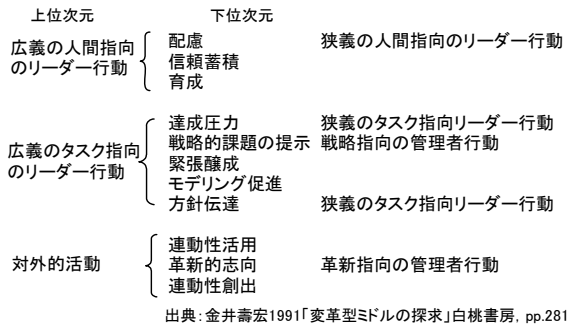 上位次元 下位次元
広義の人間指向
のリーダー行動
配慮 狭義の人間指向のリーダー行動
信頼蓄積
育成
広義のタスク指向
のリーダー行動
達成圧力 狭義のタスク指向リーダー行動
戦略的課題の提示 戦略指向の管理者行動
緊張醸成
モデリング促進
方針伝達 狭義のタスク指向リーダー行動
対外的活動
連動性活用
革新的志向 革新指向の管理者行動
連動性創出
出典:金井壽宏1991「変革型ミドルの探求」白桃書房, pp.281